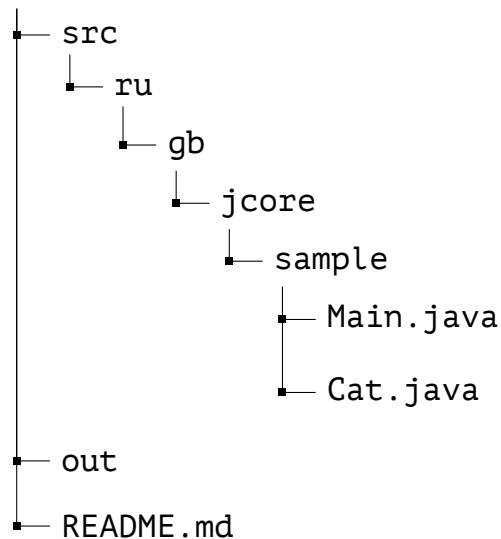 src
ru
gb
jcore
sample
Main.java
Cat.java
out
README.md